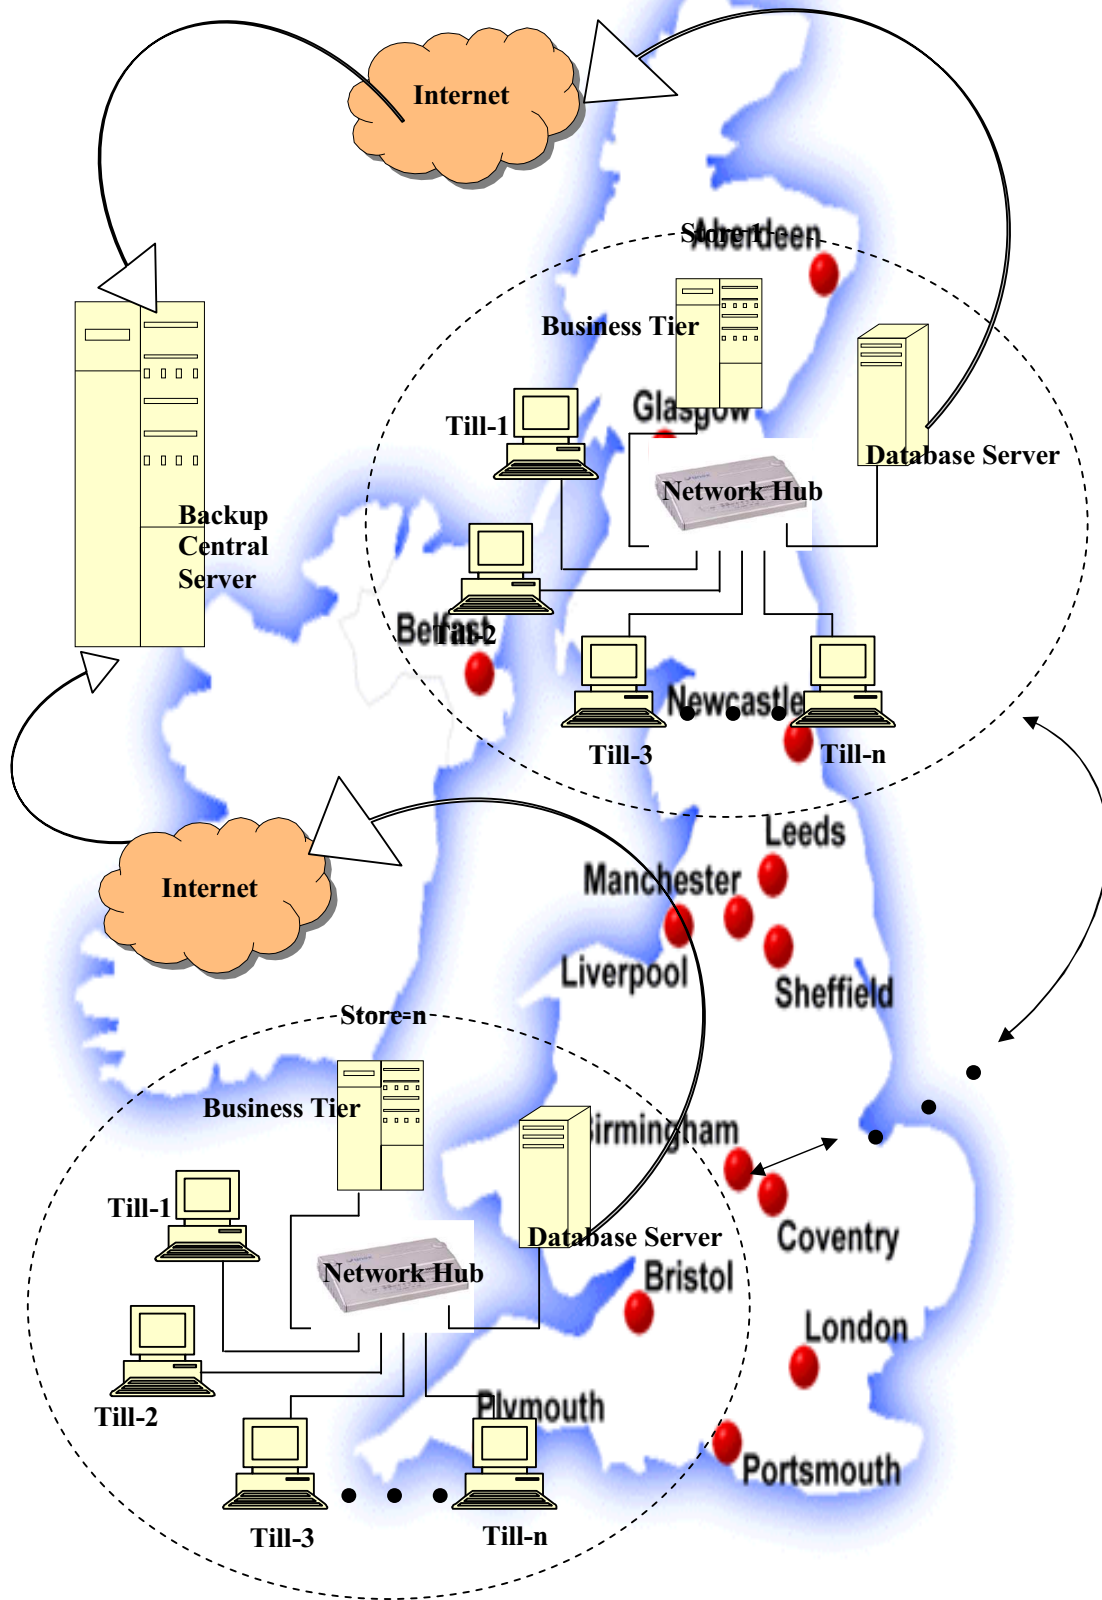 Internet
Aberdeen
Store-1
Business Tier
Glasgow
Till-1
Database Server
Network Hub
Backup
Central
Server
Belfast
Till-2
Newcastle
Till-3
Till-n
Leeds
Manchester
Internet
Liverpool
Sheffield
Store-n
Business Tier
Birmingham
Till-1
Database Server
Coventry
Network Hub
Bristol
London
Plymouth
Till-2
Portsmouth
Till-3
Till-n